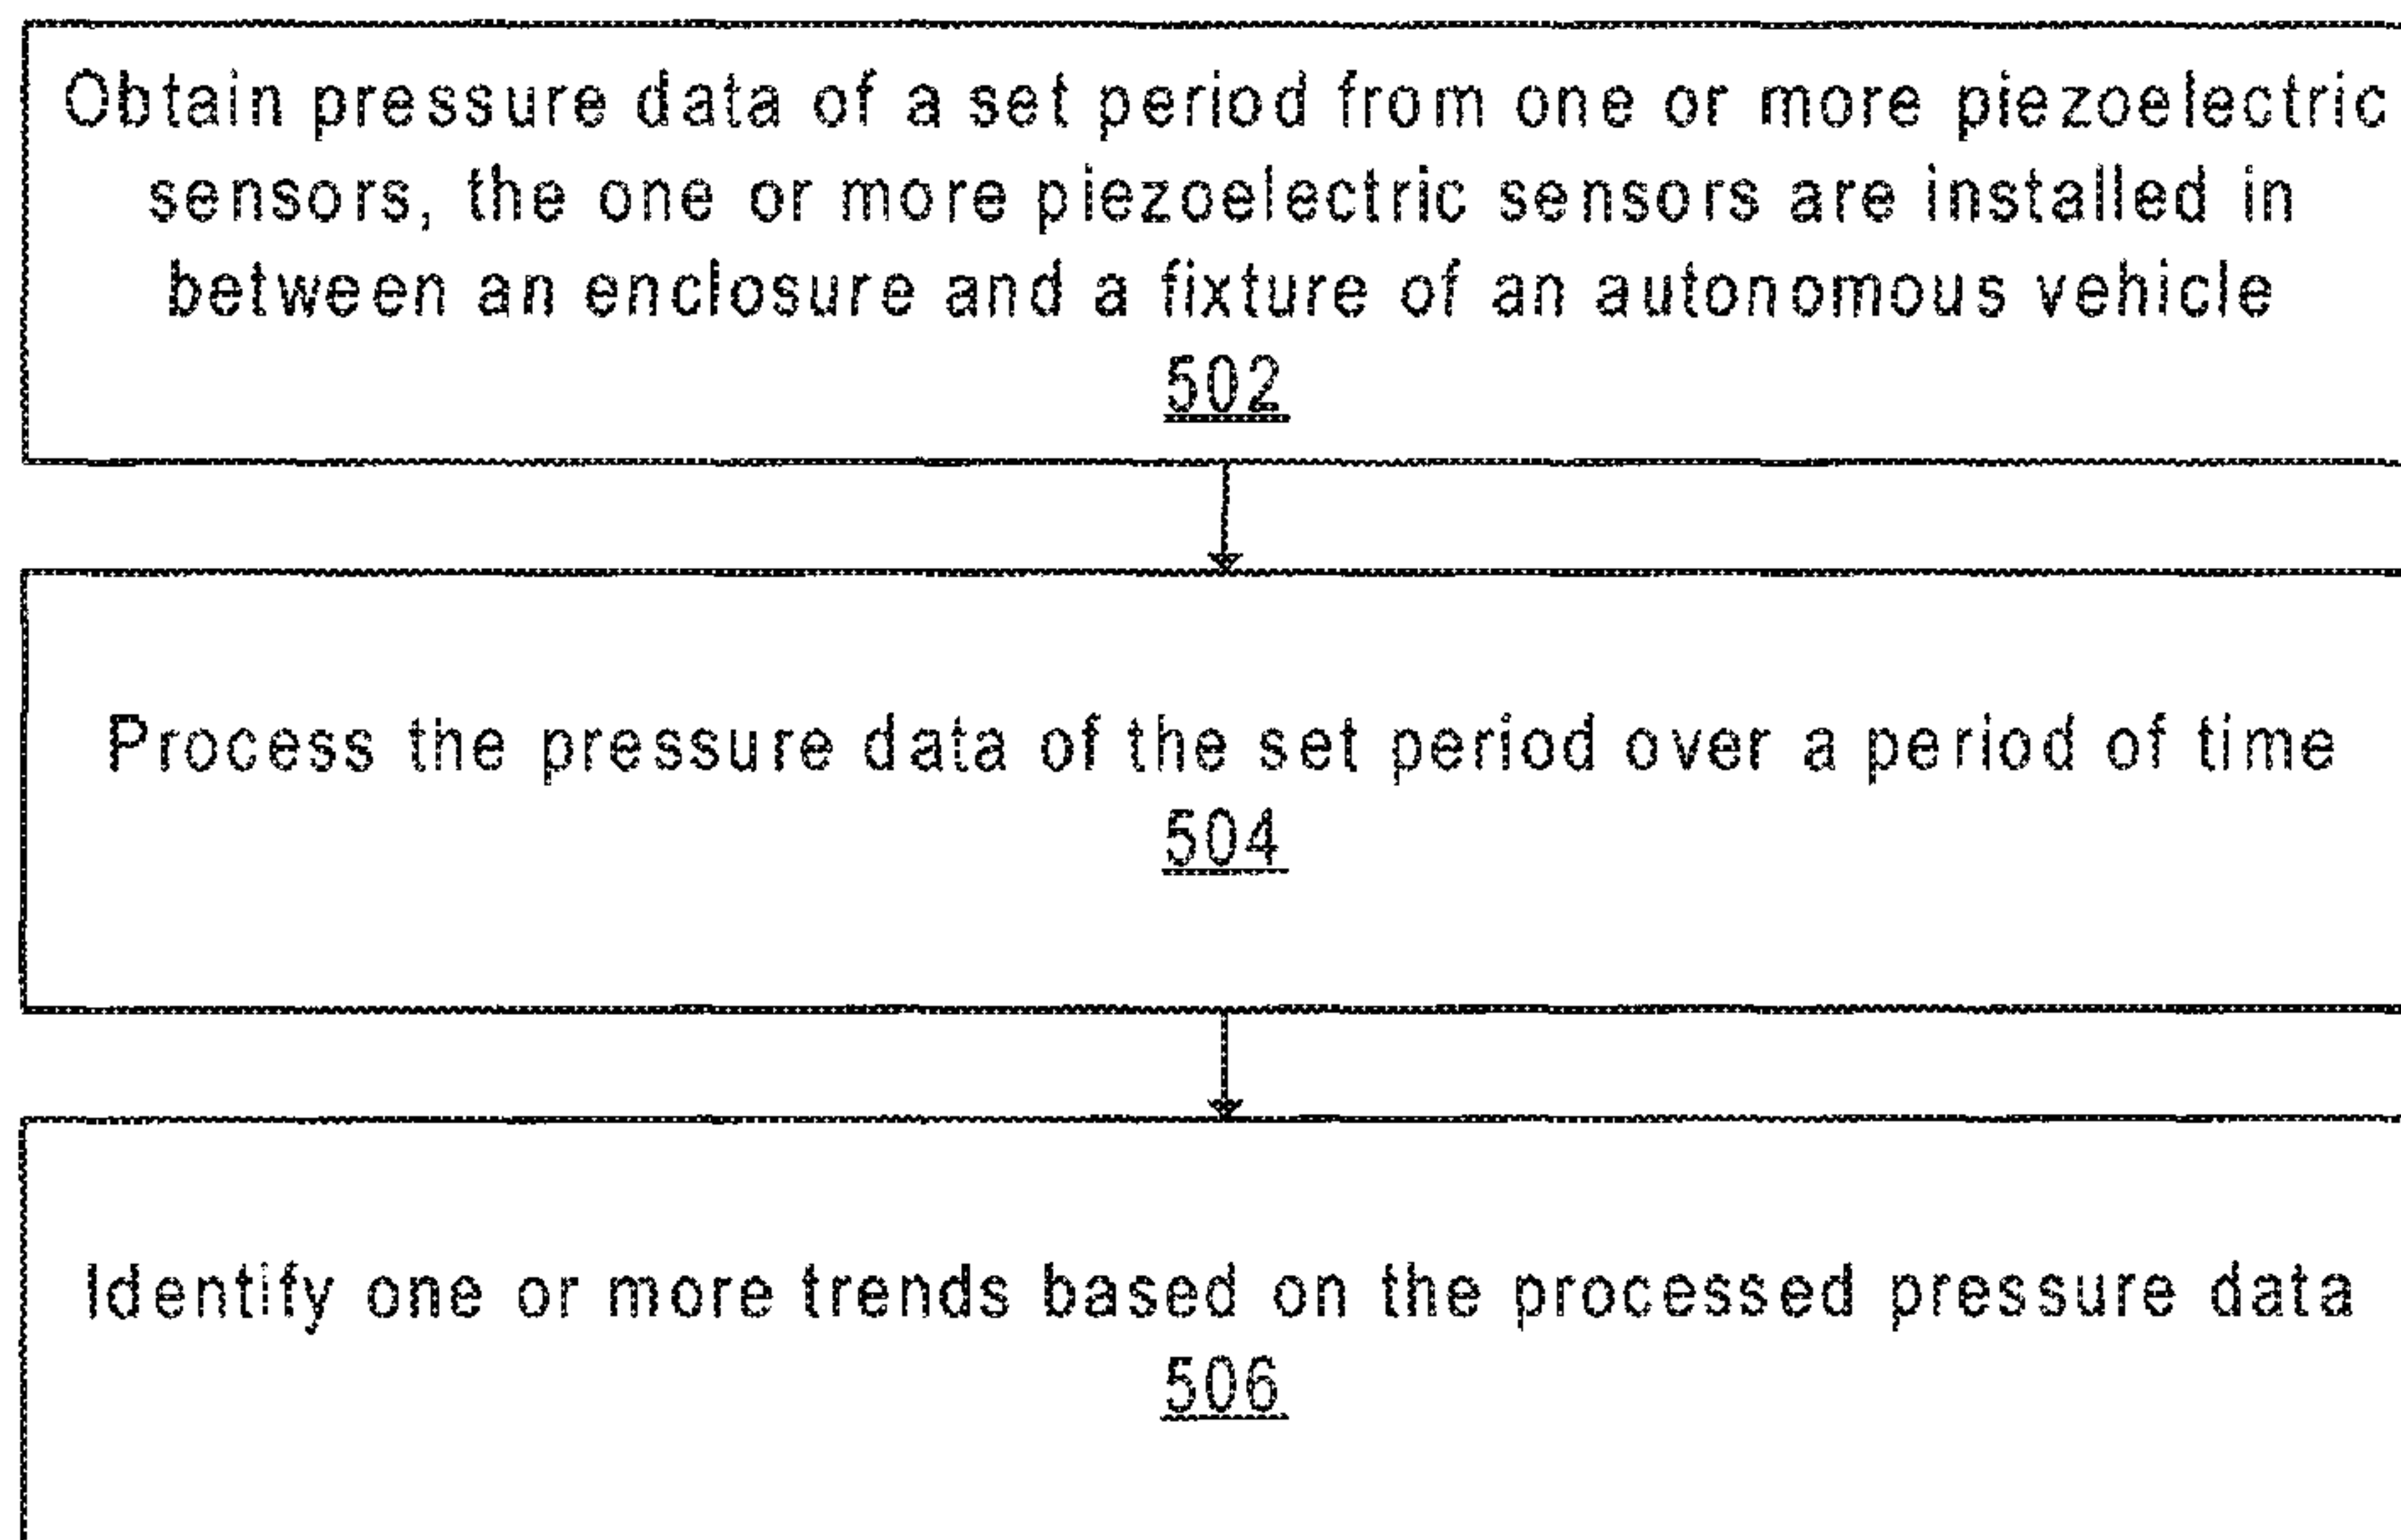 Obtain pressure data of a set period from one or more piezoelectric
sensors, the one or more piezoelectric sensors are installed in
between an enclosure and a fixture of an autonomous vehicle
502
Process the pressure data of the set period over a period of time
504
Identify one or more trends based on the processed pressure data
506